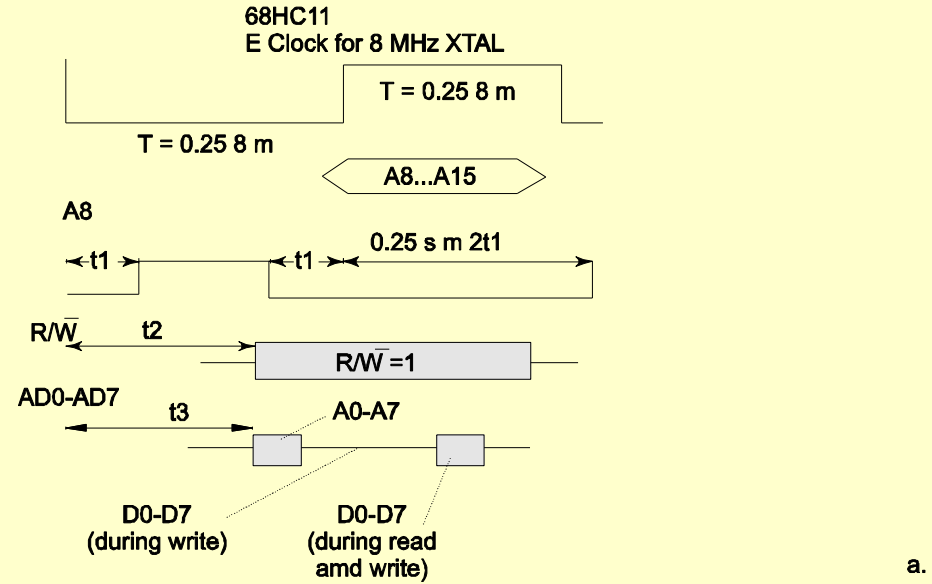 68HC11
E Clock for 8 MHz XTAL
T = 0.25 8 m
T = 0.25 8 m
A8...A15
A8
t1
t1
0.25 s m 2t1
R/W̅
t2
R/W̅ =1
AD0-AD7
t3
A0-A7
D0-D7
(during write)
D0-D7
(during read
amd write)
a.